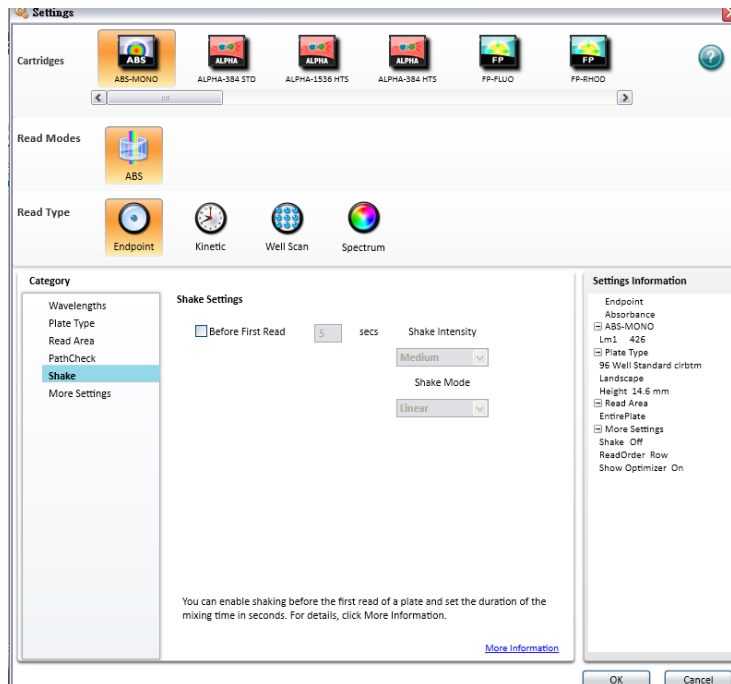 Settings
Cartridges
ABS
ALPHA
ALPHA
ALPHA
FP
FP
ABS-MONO
ALPHA-384 STD
ALPHA-1536 HTS
ALPHA-384 HTS
FP-FLUO
FP-RHOD
Read Modes
ABS
Read Type
Endpoint
Kinetic
Well Scan
Spectrum
Category
Wavelengths
Plate Type
Read Area
PathCheck
Shake
More Settings
Shake Settings
Before First Read 5 secs
Shake Intensity
Medium
Shake Mode
Linear
You can enable shaking before the first read of a plate and set the duration of the
mixing time in seconds. For details, click More Information.
More Information
Settings Information
Endpoint
Absorbance
ABS-MONO
Lm1 426
Plate Type
96 Well Standard clrbtm
Landscape
Height 14.6 mm
Read Area
EntirePlate
More Settings
Shake Off
ReadOrder Row
Show Optimizer On
OK
Cancel